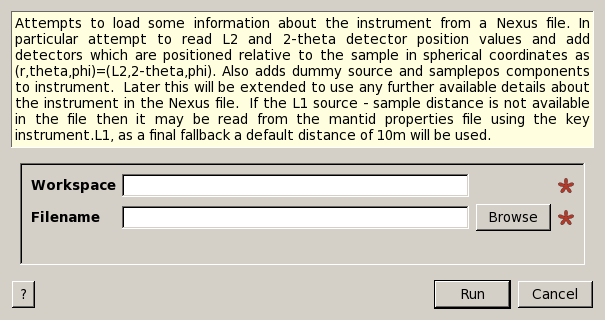 Attempts to load some information about the instrument from a Nexus file. In
particular attempt to read L2 and 2-theta detector position values and add
detectors which are positioned relative to the sample in spherical coordinates as
(r,theta,phi)=(L2,2-theta,phi). Also adds dummy source and samplepos components
to instrument. Later this will be extended to use any further available details about
the instrument in the Nexus file. If the L1 source - sample distance is not available
in the file then it may be read from the mantid properties file using the key
instrument.L1, as a final fallback a default distance of 10m will be used.
Workspace
Filename Browse
? Run Cancel